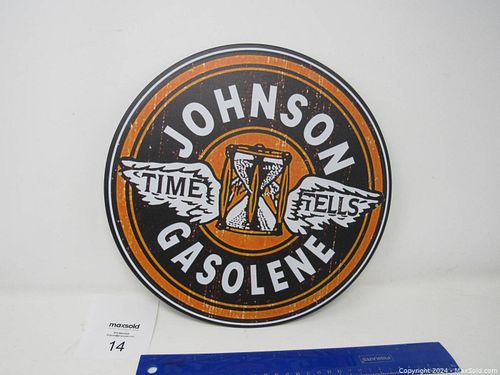 JOHNSON
TIME TELLS
GASOLENE
maxsold
14
Copyright 2024 - MaxSold.com